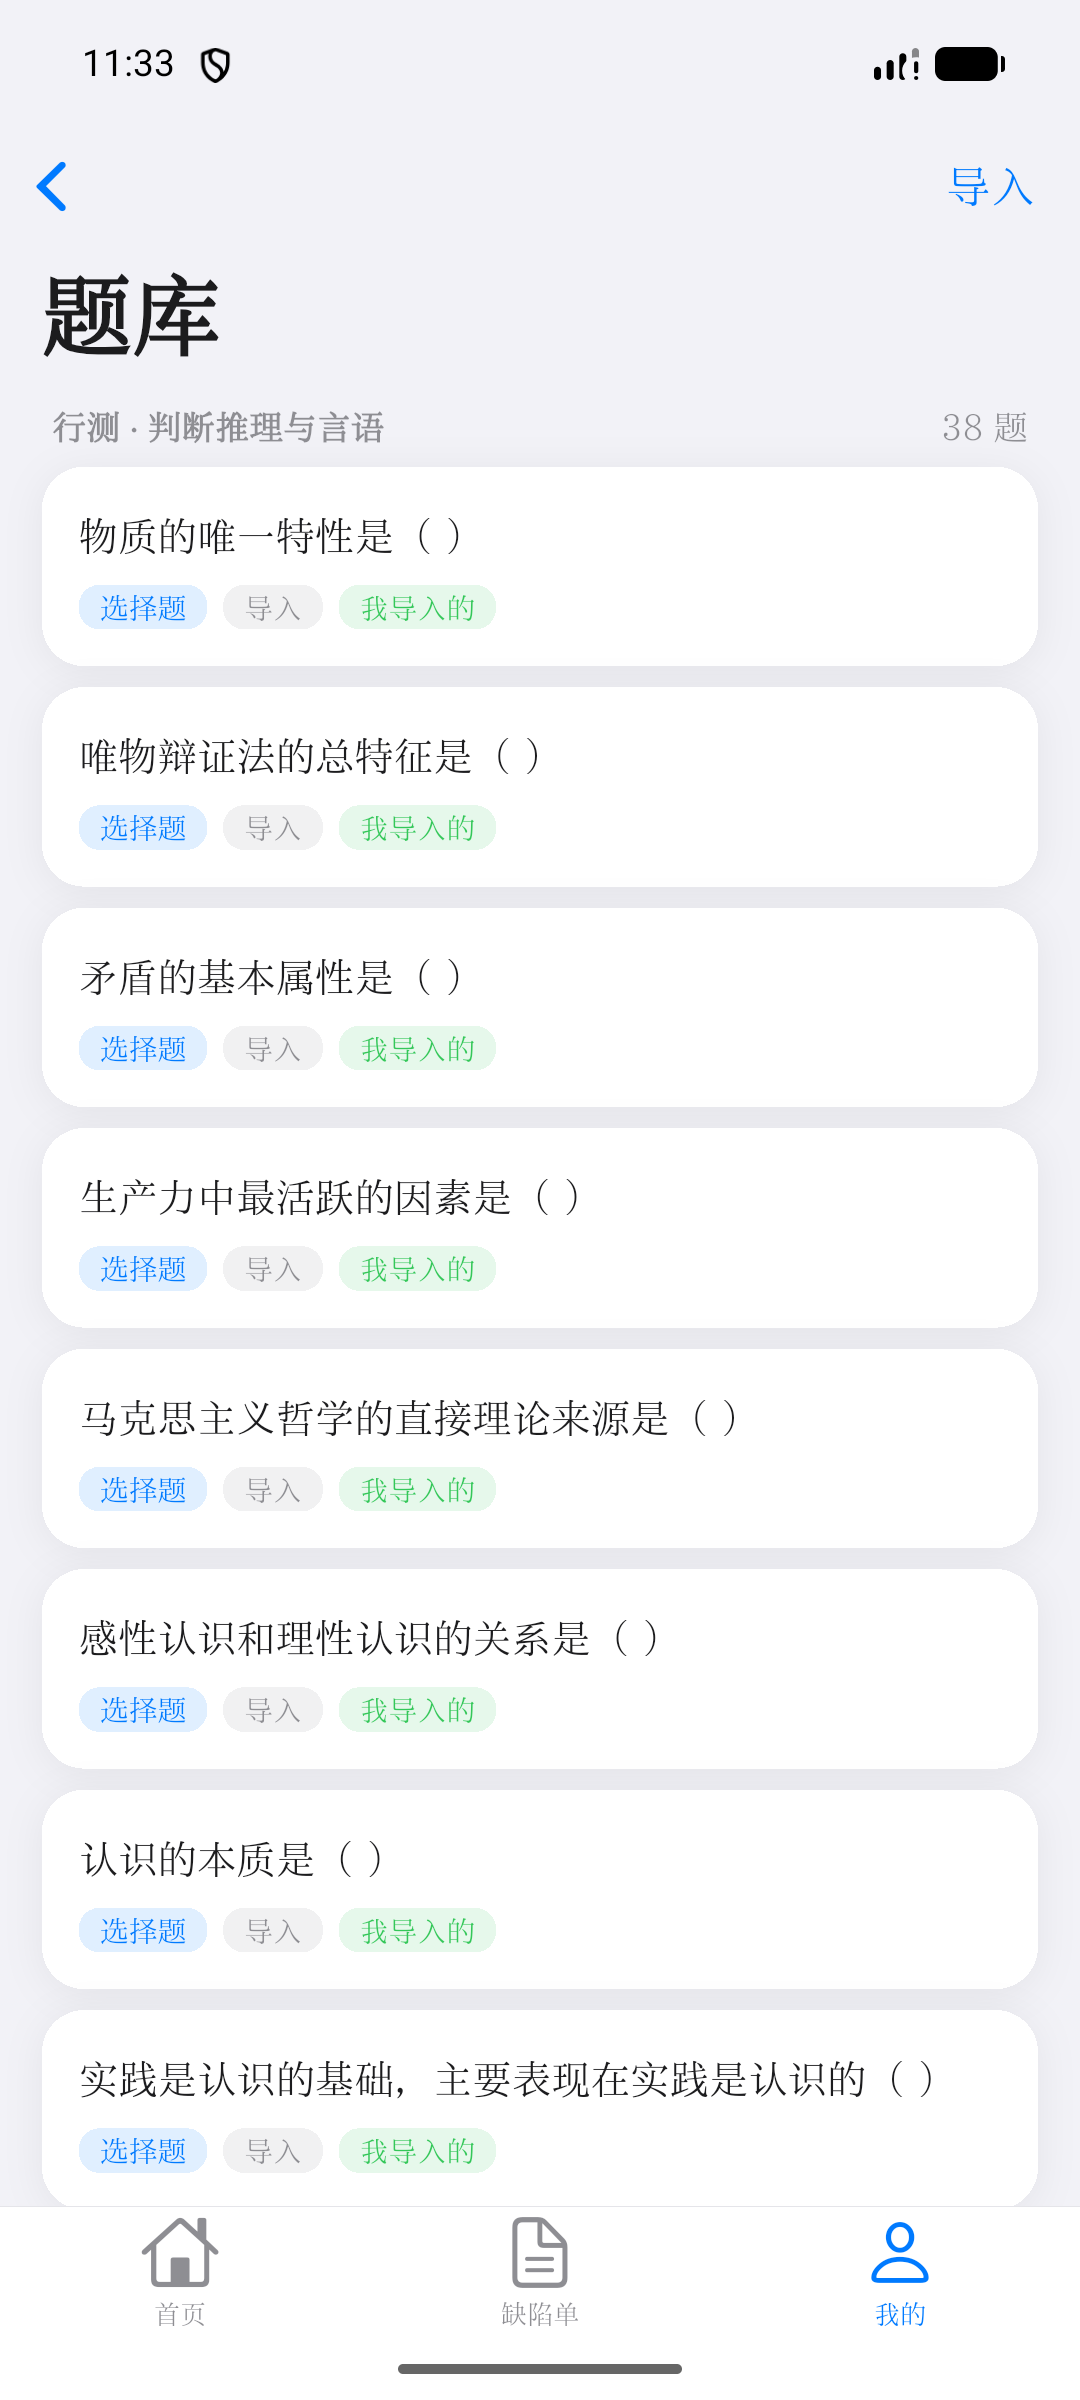 11:33
导入
题库
行测 · 判断推理与言语 38 题
物质的唯一特性是（ ）
选择题 导入 我导入的
唯物辩证法的总特征是（ ）
选择题 导入 我导入的
矛盾的基本属性是（ ）
选择题 导入 我导入的
生产力中最活跃的因素是（ ）
选择题 导入 我导入的
马克思主义哲学的直接理论来源是（ ）
选择题 导入 我导入的
感性认识和理性认识的关系是（ ）
选择题 导入 我导入的
认识的本质是（ ）
选择题 导入 我导入的
实践是认识的基础，主要表现在实践是认识的（ ）
选择题 导入 我导入的
首页 缺陷单 我的